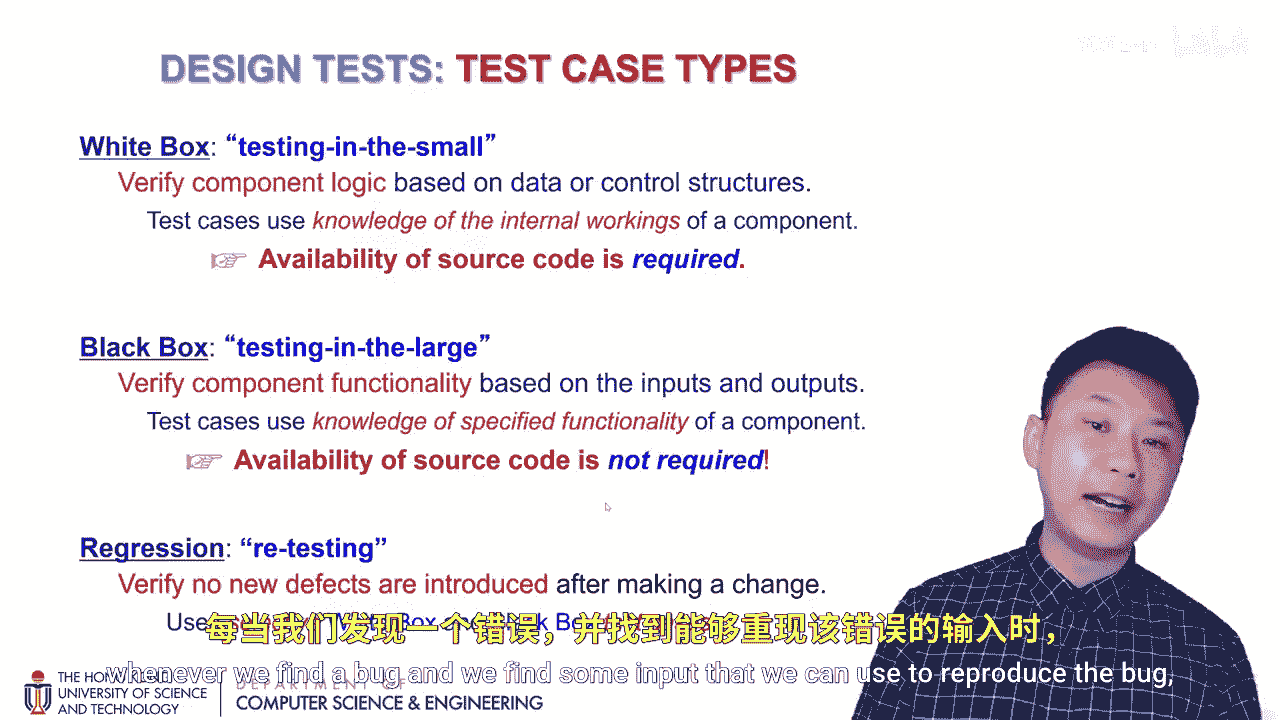 DESIGN TESTS: TEST CASE TYPES
White Box: “testing-in-the-small”
Verify component logic based on data or control structures.
Test cases use knowledge of the internal workings of a component.
☞ Availability of source code is required.
Black Box: “testing-in-the-large”
Verify component functionality based on the inputs and outputs.
Test cases use knowledge of specified functionality of a component.
☞ Availability of source code is not required!
Regression: “re-testing”
Verify no new defects are introduced after making a change.
每当我们发现一个错误，并找到能够重现该错误的输入时，
whenever we find a bug and we find some input that we can use to reproduce the bug,
THE HONG KONG
UNIVERSITY OF SCIENCE
AND TECHNOLOGY
DEPARTMENT OF
COMPUTER SCIENCE & ENGINEERING